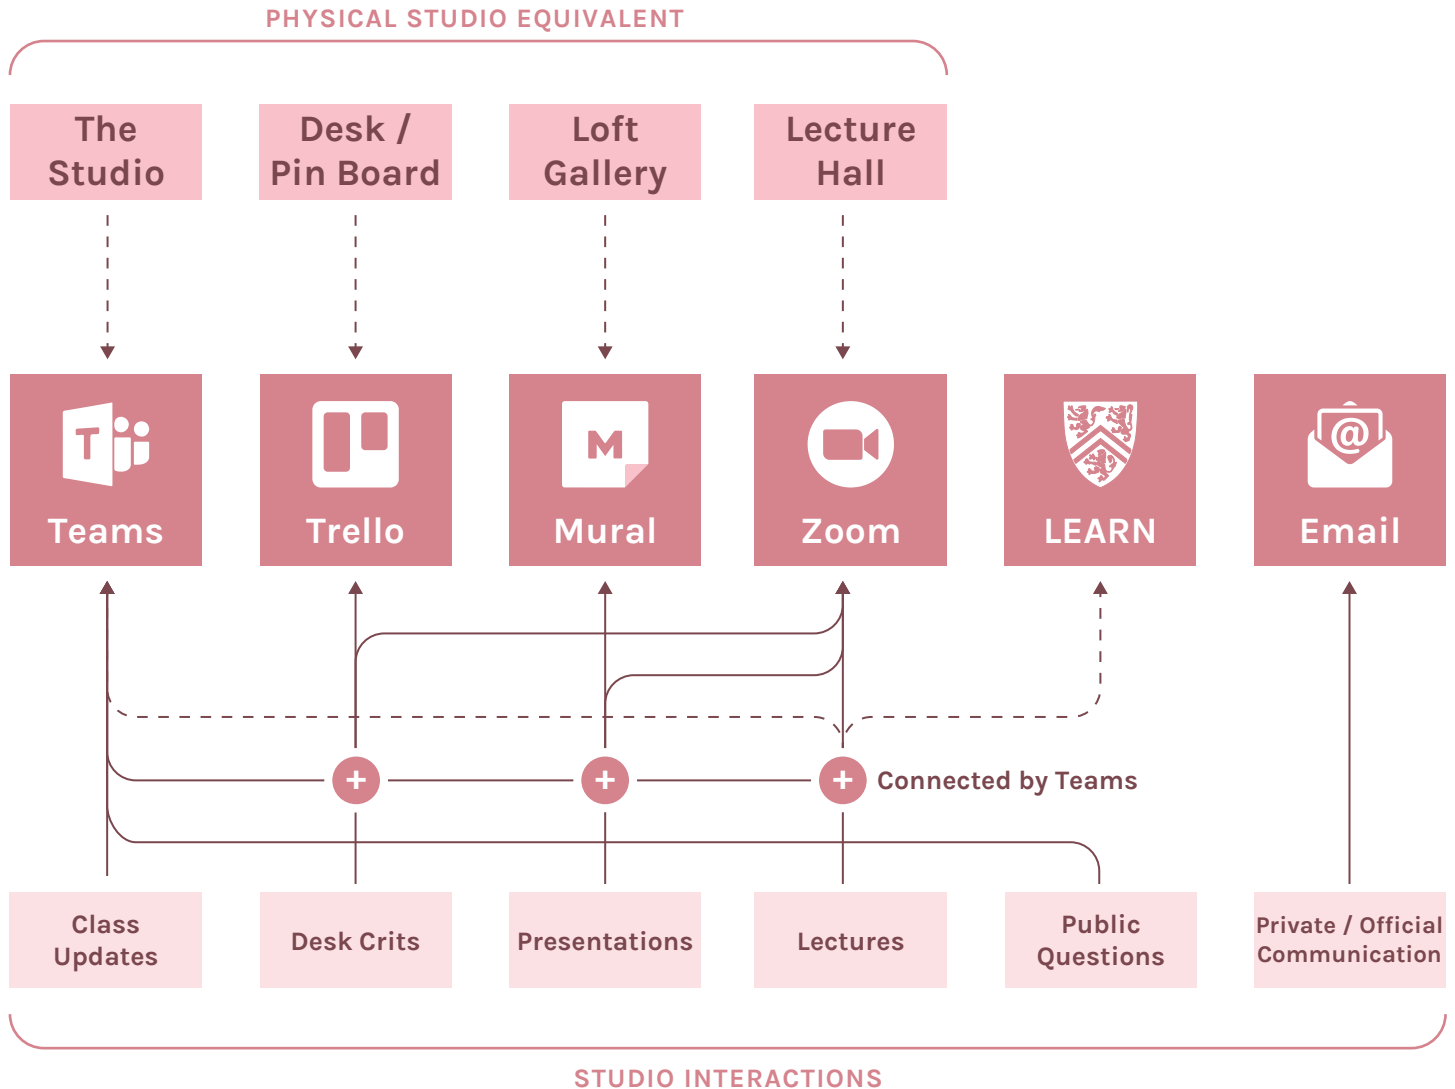 PHYSICAL STUDIO EQUIVALENT
The
Studio
Desk /
Pin Board
Loft
Gallery
Lecture
Hall
T
M
@
Teams
Trello
Mural
Zoom
LEARN
Email
+
+
+
Connected by Teams
Class
Updates
Desk Crits
Presentations
Lectures
Public
Questions
Private / Official
Communication
STUDIO INTERACTIONS